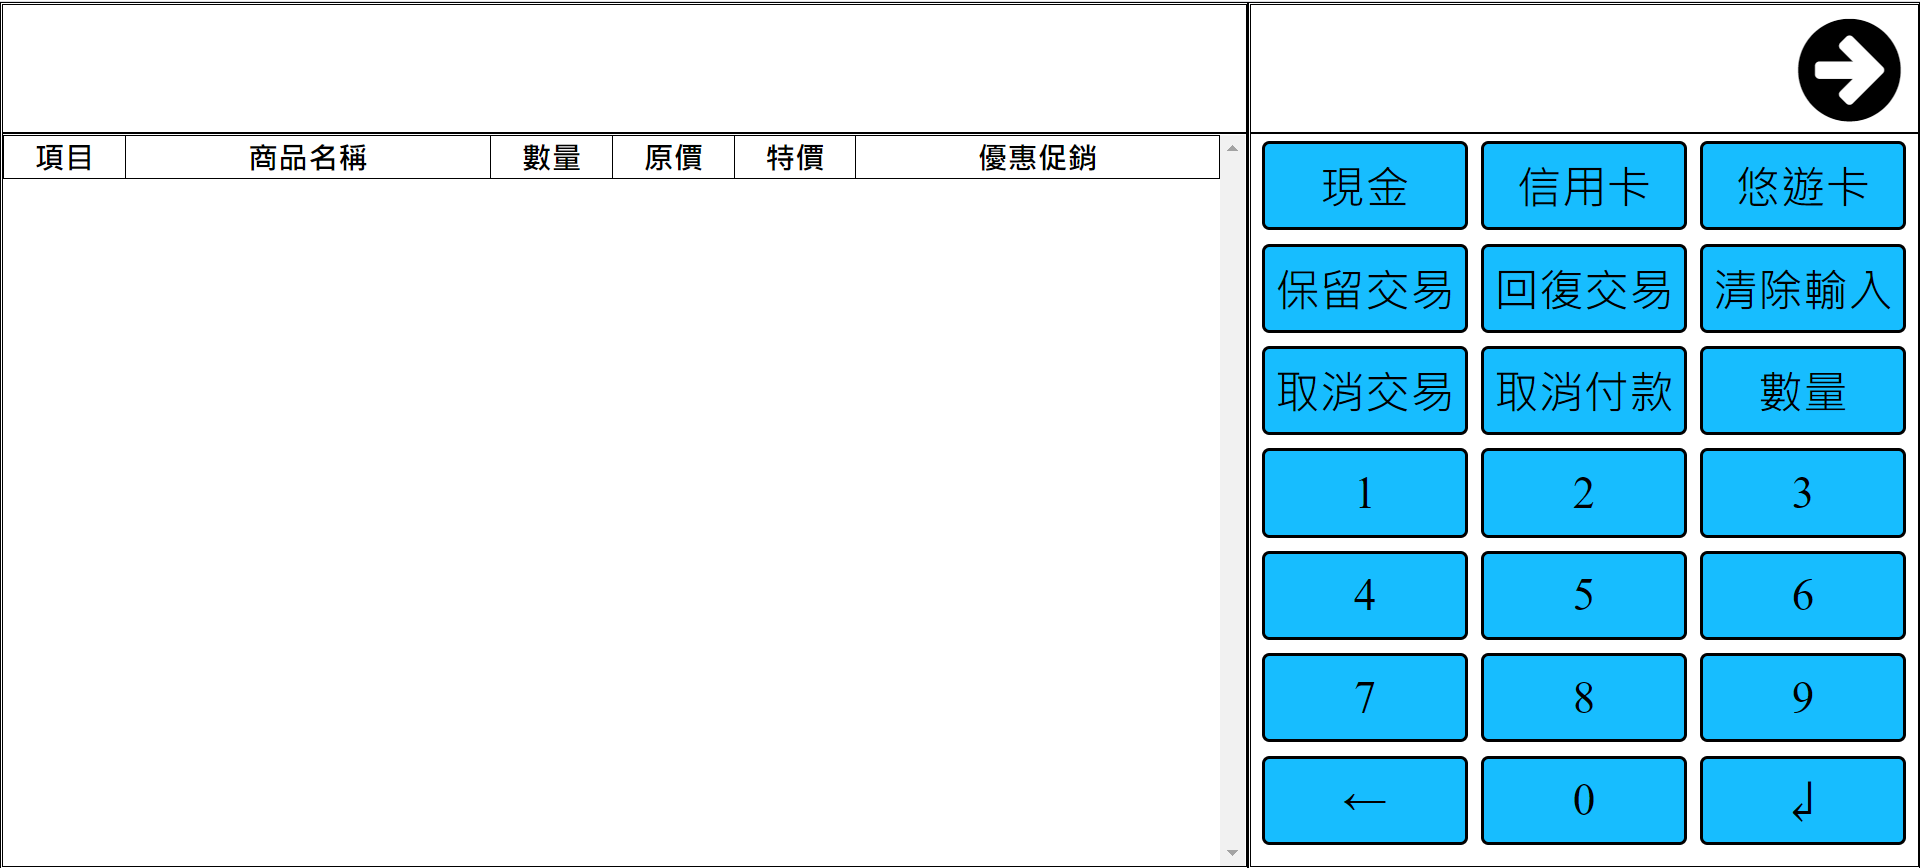 項目 商品名稱 數量 原價 特價 優惠促銷
現金 信用卡 悠遊卡
保留交易 回復交易 清除輸入
取消交易 取消付款 數量
1 2 3
4 5 6
7 8 9
← 0 ↲